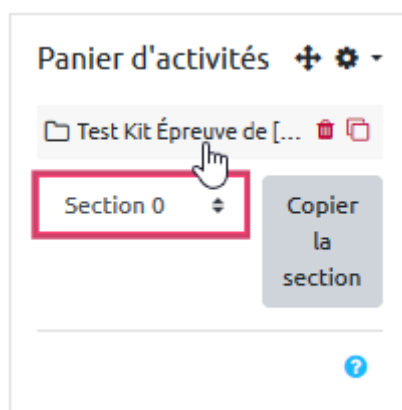 Panier d'activités
Test Kit Épreuve de [...
Section 0
Copier
la
section
?